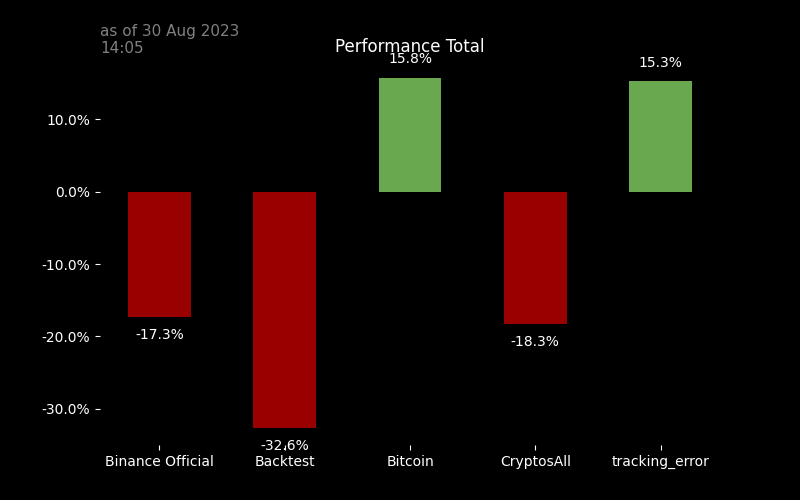 as of 30 Aug 2023
14:05
Performance Total
15.8%
15.3%
10.0%
0.0%
-10.0%
-20.0%
-30.0%
-17.3%
-18.3%
-32.6%
Binance Official
Backtest
Bitcoin
CryptosAll
tracking_error